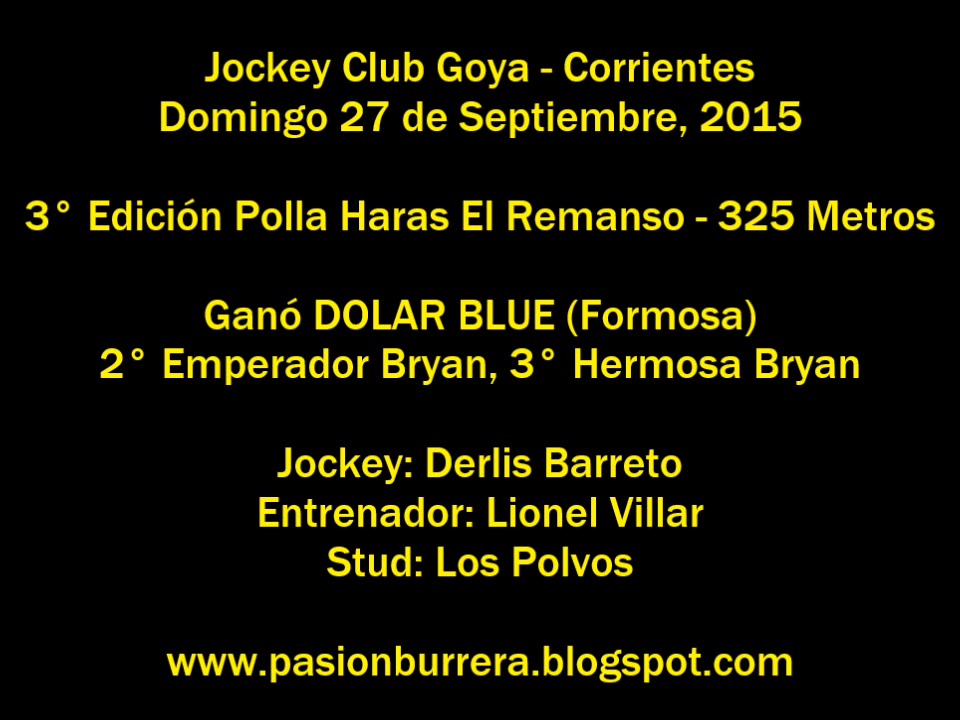 Jockey Club Goya - Corrientes
Domingo 27 de Septiembre, 2015
3° Edición Polla Haras El Remanso - 325 Metros
Ganó DOLAR BLUE (Formosa)
2° Emperador Bryan, 3° Hermosa Bryan
Jockey: Derlis Barreto
Entrenador: Lionel Villar
Stud: Los Polvos
www.pasionburrera.blogspot.com